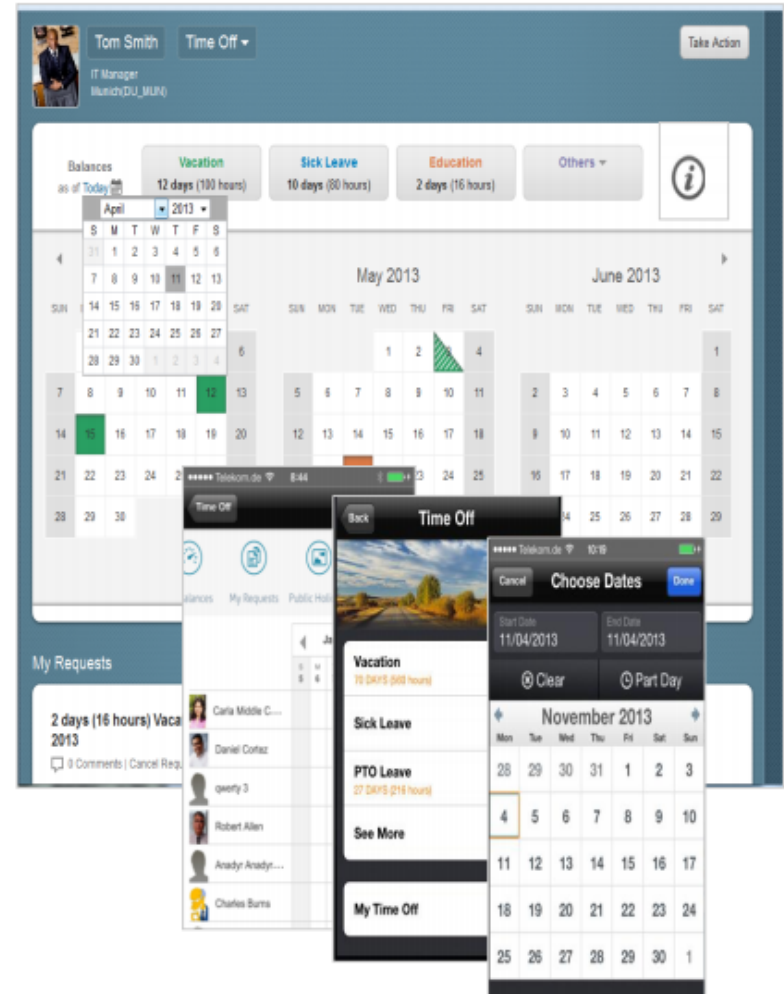 Tom Smith Time Off
IT Manager
Munich(DU_MUN)
Take Action
Balances
as of Today
Vacation
12 days (100 hours)
Sick Leave
10 days (80 hours)
Education
2 days (16 hours)
Others
i
April 2013
S M T W T F S
31 1 2 3 4 5 6
7 8 9 10 11 12 13
14 15 16 17 18 19 20
21 22 23 24 25 26 27
28 29 30 1 2 3 4
SUN SAT
6
7 8 9 10 11 12 13
14 15 16 17 18 19 20
21 22 23 24
28 29 30
May 2013
SUN MON TUE WED THU FRI SAT
1 2 3 4
5 6 7 8 9 10 11
12 13 14 15 16 17 18
23 24 25
June 2013
SUN MON TUE WED THU FRI SAT
1
2 3 4 5 6 7 8
9 10 11 12 13 14 15
16 17 18 19 20 21 22
25 26 27 28 29
My Requests
2 days (16 hours) Vaca
2013
0 Comments | Cancel Requ
Telekom.de 8:44
Time Off
alances My Requests Public Holi
Ja
S M
5 6
Carla Middle C....
Daniel Cortez
qwerty 3
Robert Allen
Anadyr Anadyr....
Charles Burns
Back Time Off
Vacation
70 DAYS (560 hours)
Sick Leave
PTO Leave
27 DAYS (216 hours)
See More
My Time Off
Telekom.de 10:19
Cancel Choose Dates Done
Start Date End Date
11/04/2013 11/04/2013
Clear Part Day
November 2013
Mon Tue Wed Thu Fri Sat Sun
28 29 30 31 1 2 3
4 5 6 7 8 9 10
11 12 13 14 15 16 17
18 19 20 21 22 23 24
25 26 27 28 29 30 1